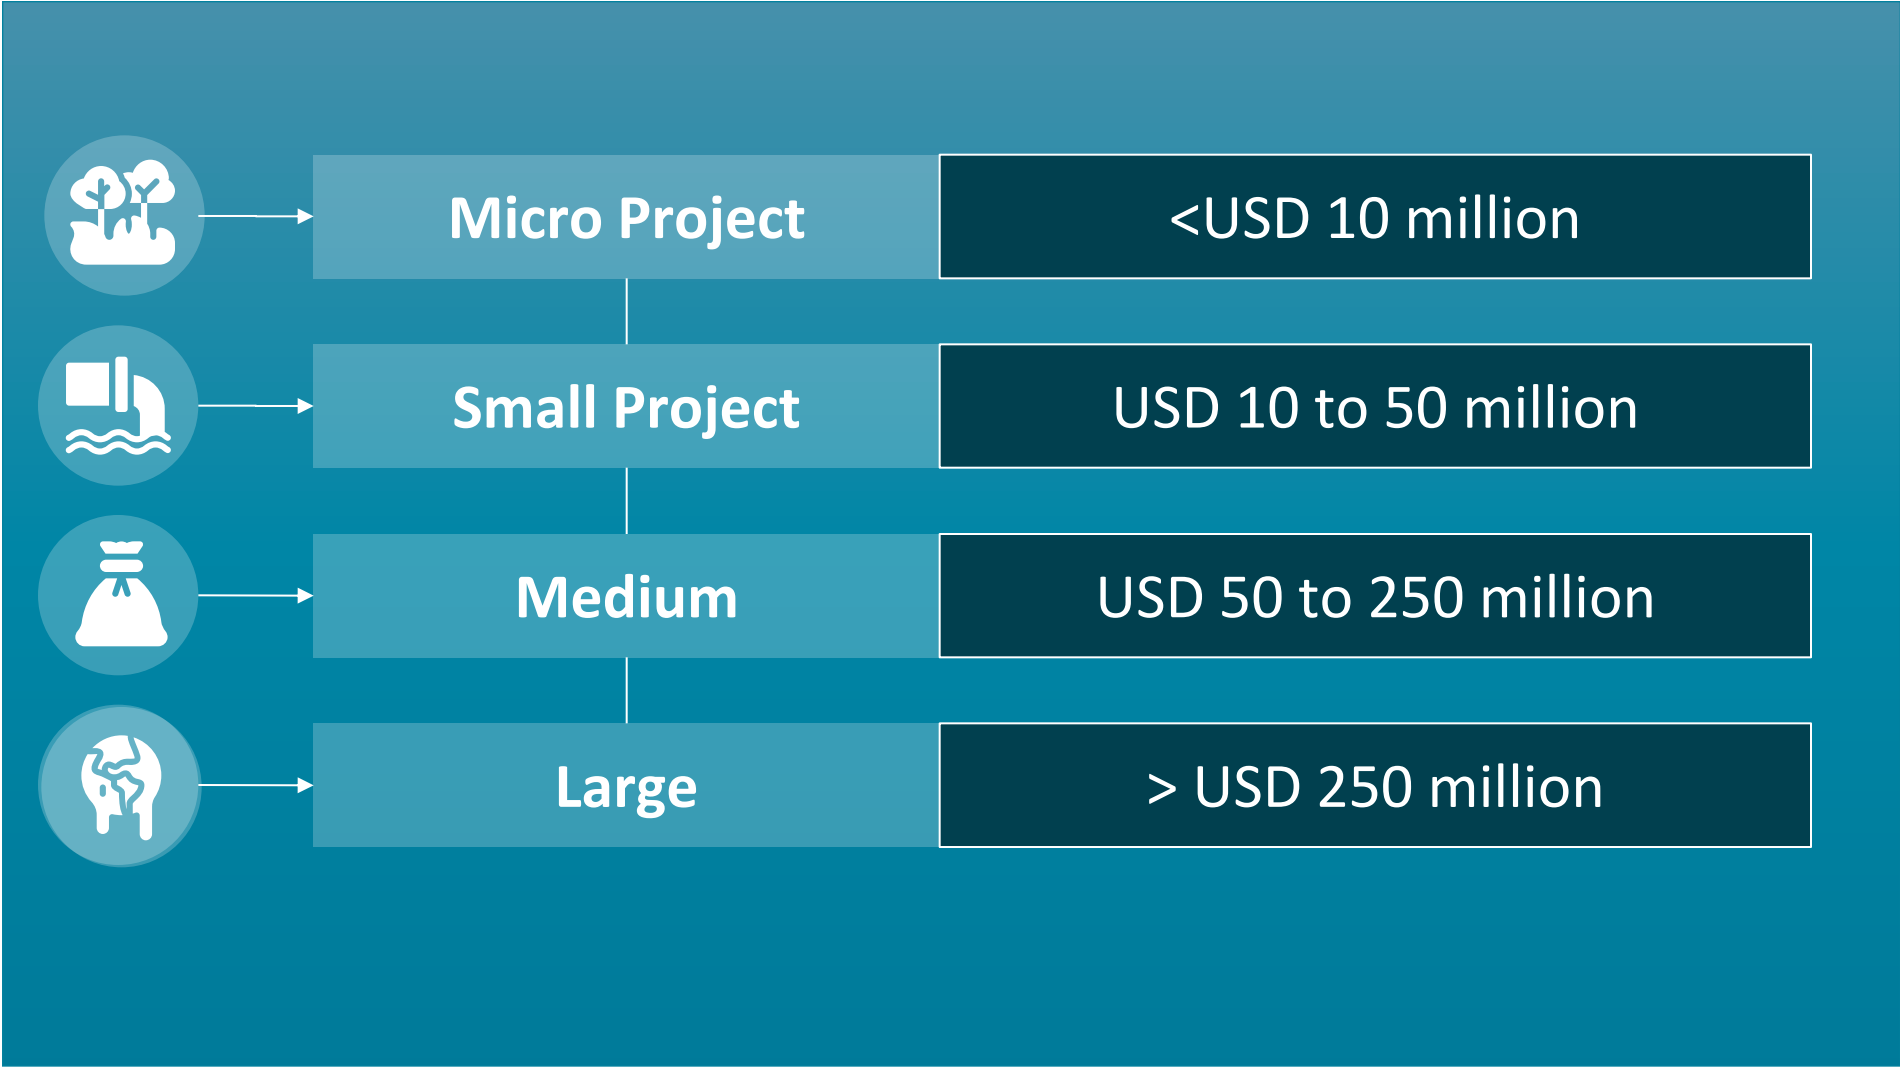 Micro Project
<USD 10 million
Small Project
USD 10 to 50 million
Medium
USD 50 to 250 million
Large
> USD 250 million